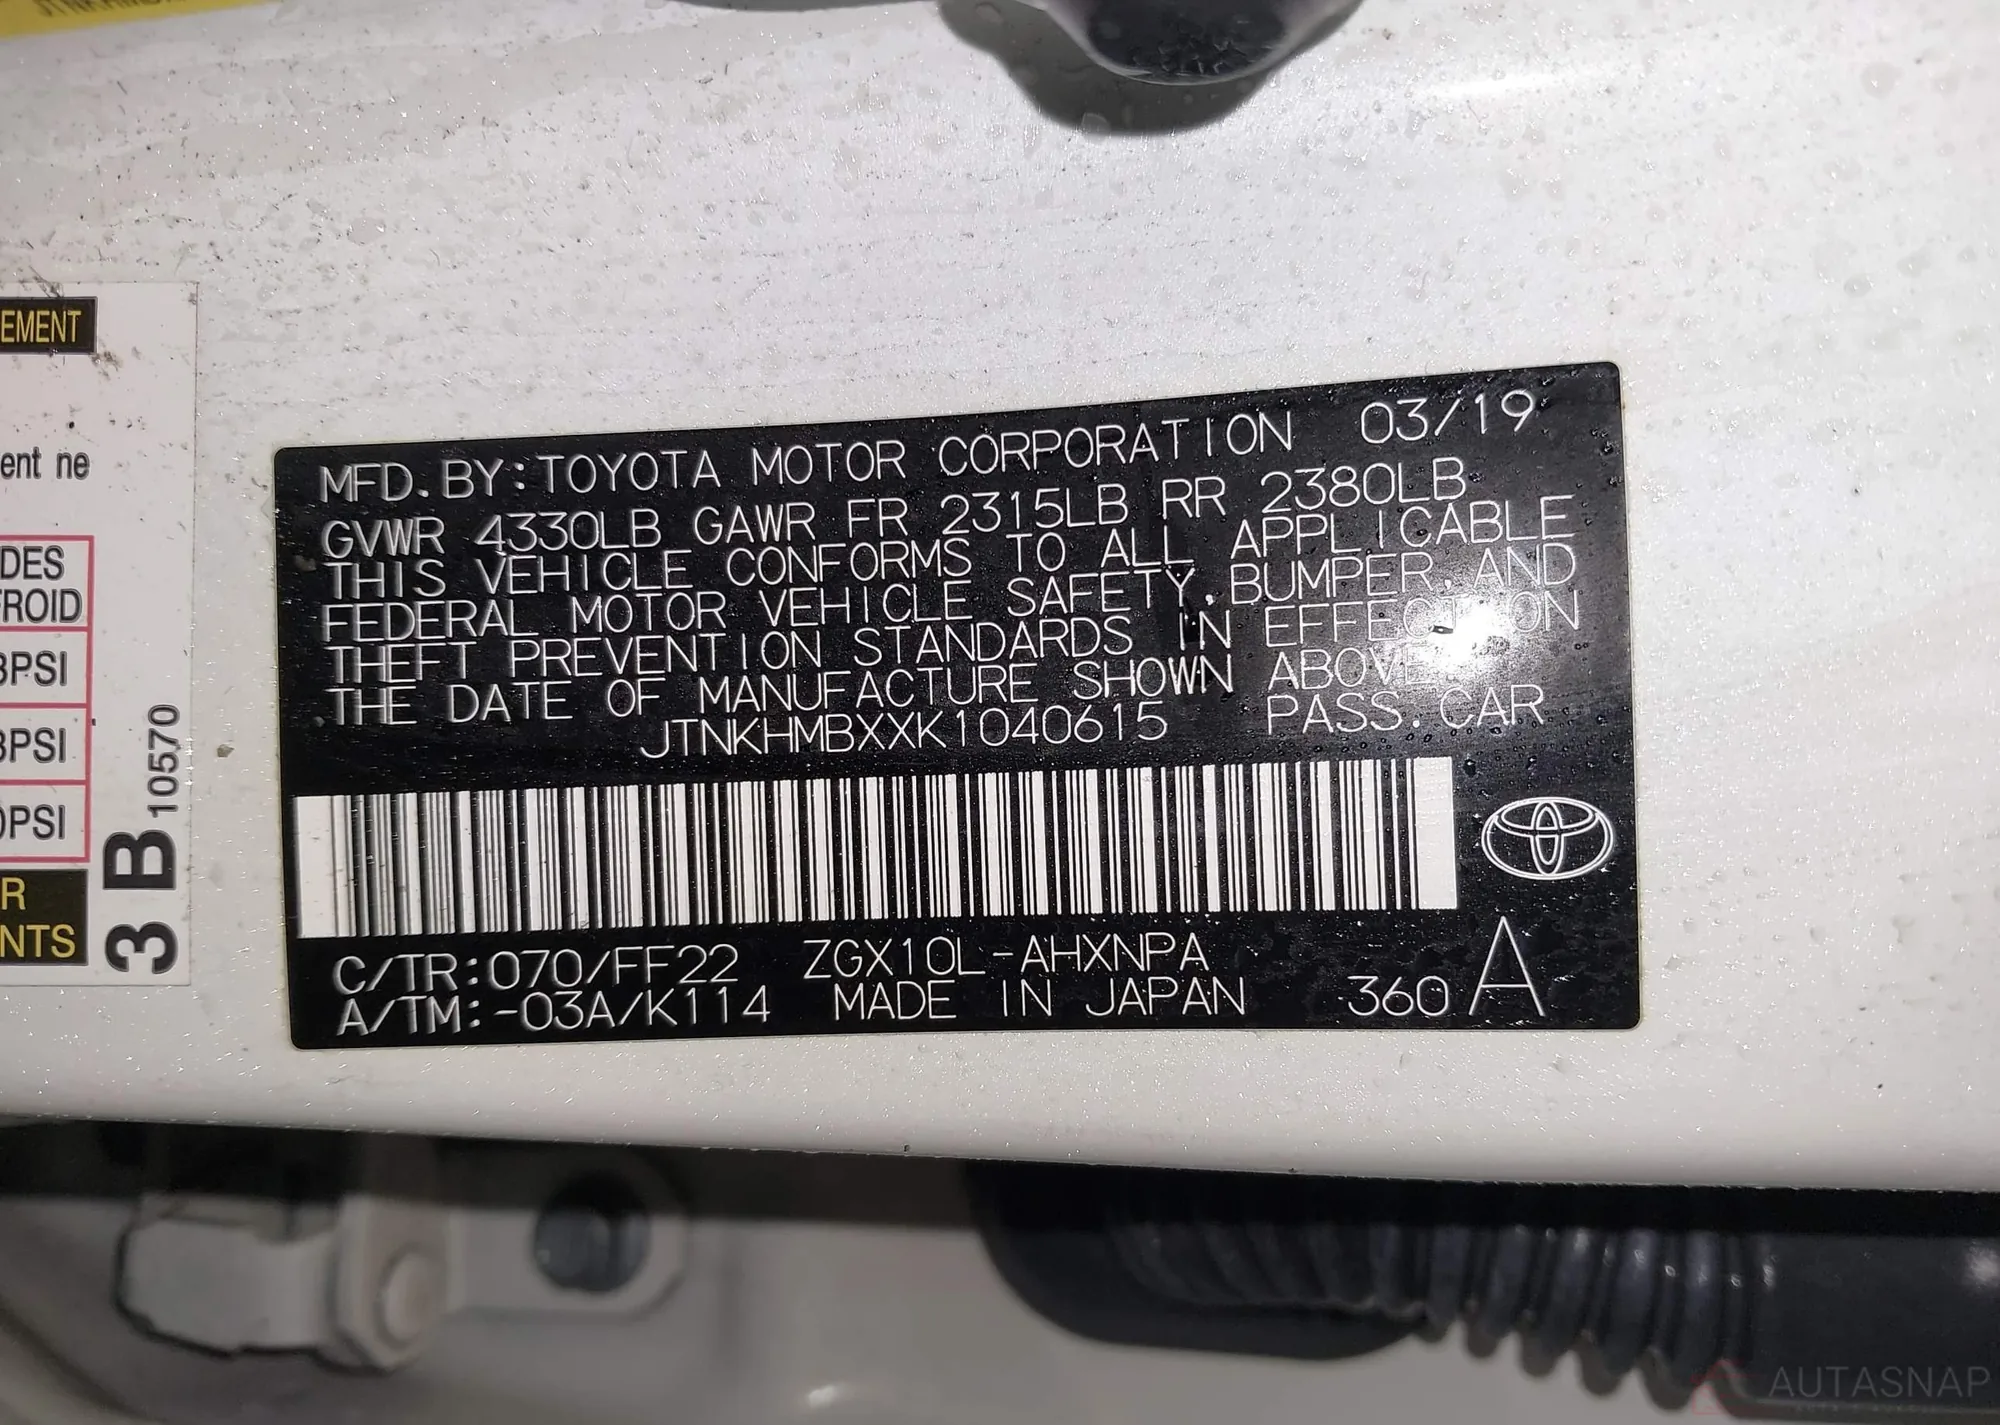 EMENT
ent ne
DES
FROID
3PSI
3PSI
0PSI
R
NTS
3 B 10570
MFD. BY: TOYOTA MOTOR CORPORATION 03/19
GVWR 4330LB GAWR FR 2315LB RR 2380LB
THIS VEHICLE CONFORMS TO ALL APPLICABLE
FEDERAL MOTOR VEHICLE SAFETY, BUMPER, AND
THEFT PREVENTION STANDARDS IN EFFECT ON
THE DATE OF MANUFACTURE SHOWN ABOVE.
JTNKHMBXXK1040615 PASS. CAR
C/TR:070/FF22 ZGX10L-AHXNPA
A/TM:-03A/K114 MADE IN JAPAN 360 A
AUTASNAP